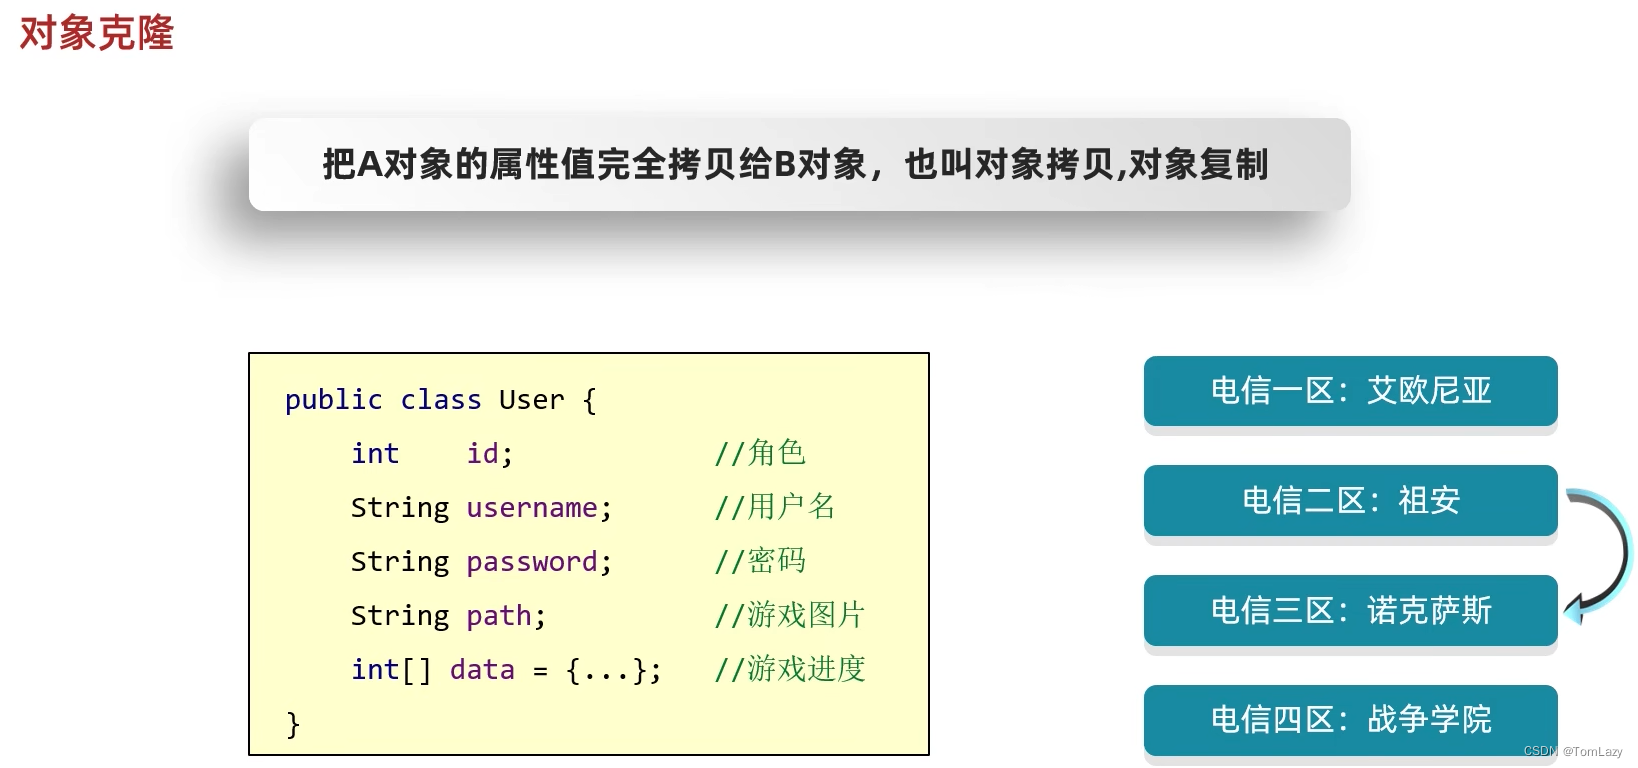 对象克隆
把A对象的属性值完全拷贝给B对象，也叫对象拷贝,对象复制
public class User {
    int    id;            //角色
    String username;      //用户名
    String password;      //密码
    String path;          //游戏图片
    int[] data = {...};   //游戏进度
}
电信一区：艾欧尼亚
电信二区：祖安
电信三区：诺克萨斯
电信四区：战争学院
CSDN @TomLazy